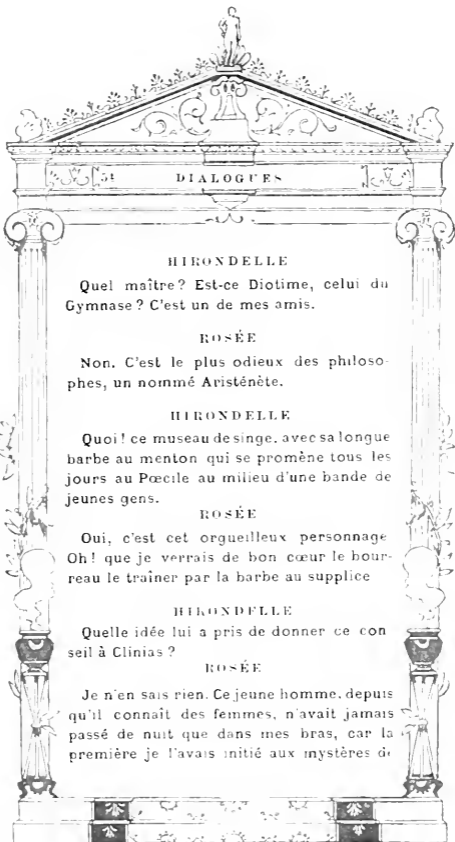 54 DIALOGUES
HIRONDELLE
Quel maître? Est-ce Diotime, celui du
Gymnase? C'est un de mes amis.
ROSÉE
Non. C'est le plus odieux des philoso-
phes, un nommé Aristénète.
HIRONDELLE
Quoi! ce museau de singe, avec sa longue
barbe au menton qui se promène tous les
jours au Pœcile au milieu d'une bande de
jeunes gens.
ROSÉE
Oui, c'est cet orgueilleux personnage
Oh! que je verrais de bon cœur le bour-
reau le traîner par la barbe au supplice
HIRONDELLE
Quelle idée lui a pris de donner ce con
seil à Clinias?
ROSÉE
Je n'en sais rien. Ce jeune homme, depuis
qu'il connaît des femmes, n'avait jamais
passé de nuit que dans mes bras, car la
première je l'avais initié aux mystères d